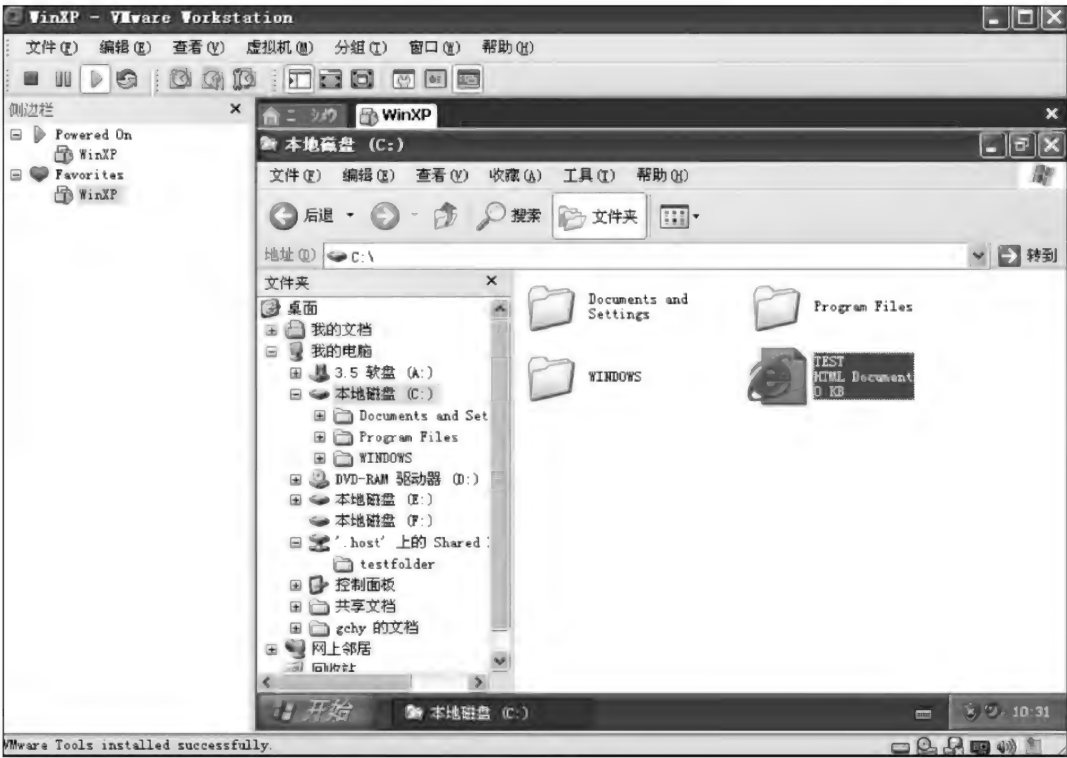 WinXP - VMware Workstation
文件(F) 编辑(E) 查看(V) 虚拟机(M) 分组(T) 窗口(W) 帮助(H)
侧边栏
Powered On
WinXP
Favorites
WinXP
WinXP
本地磁盘 (C:)
文件(F) 编辑(E) 查看(V) 收藏(A) 工具(T) 帮助(H)
后退 搜索 文件夹
地址(D) C:\ 转到
文件夹
桌面
我的文档
我的电脑
3.5 软盘 (A:)
本地磁盘 (C:)
Documents and Set
Program Files
WINDOWS
DVD-RAM 驱动器 (D:)
本地磁盘 (E:)
本地磁盘 (F:)
'.host' 上的 Shared
testfolder
控制面板
共享文档
gchy 的文档
网上邻居
回收站
Documents and
Settings
Program Files
WINDOWS
TEST
HTML Document
0 KB
开始 本地磁盘 (C:) 10:31
VMware Tools installed successfully.